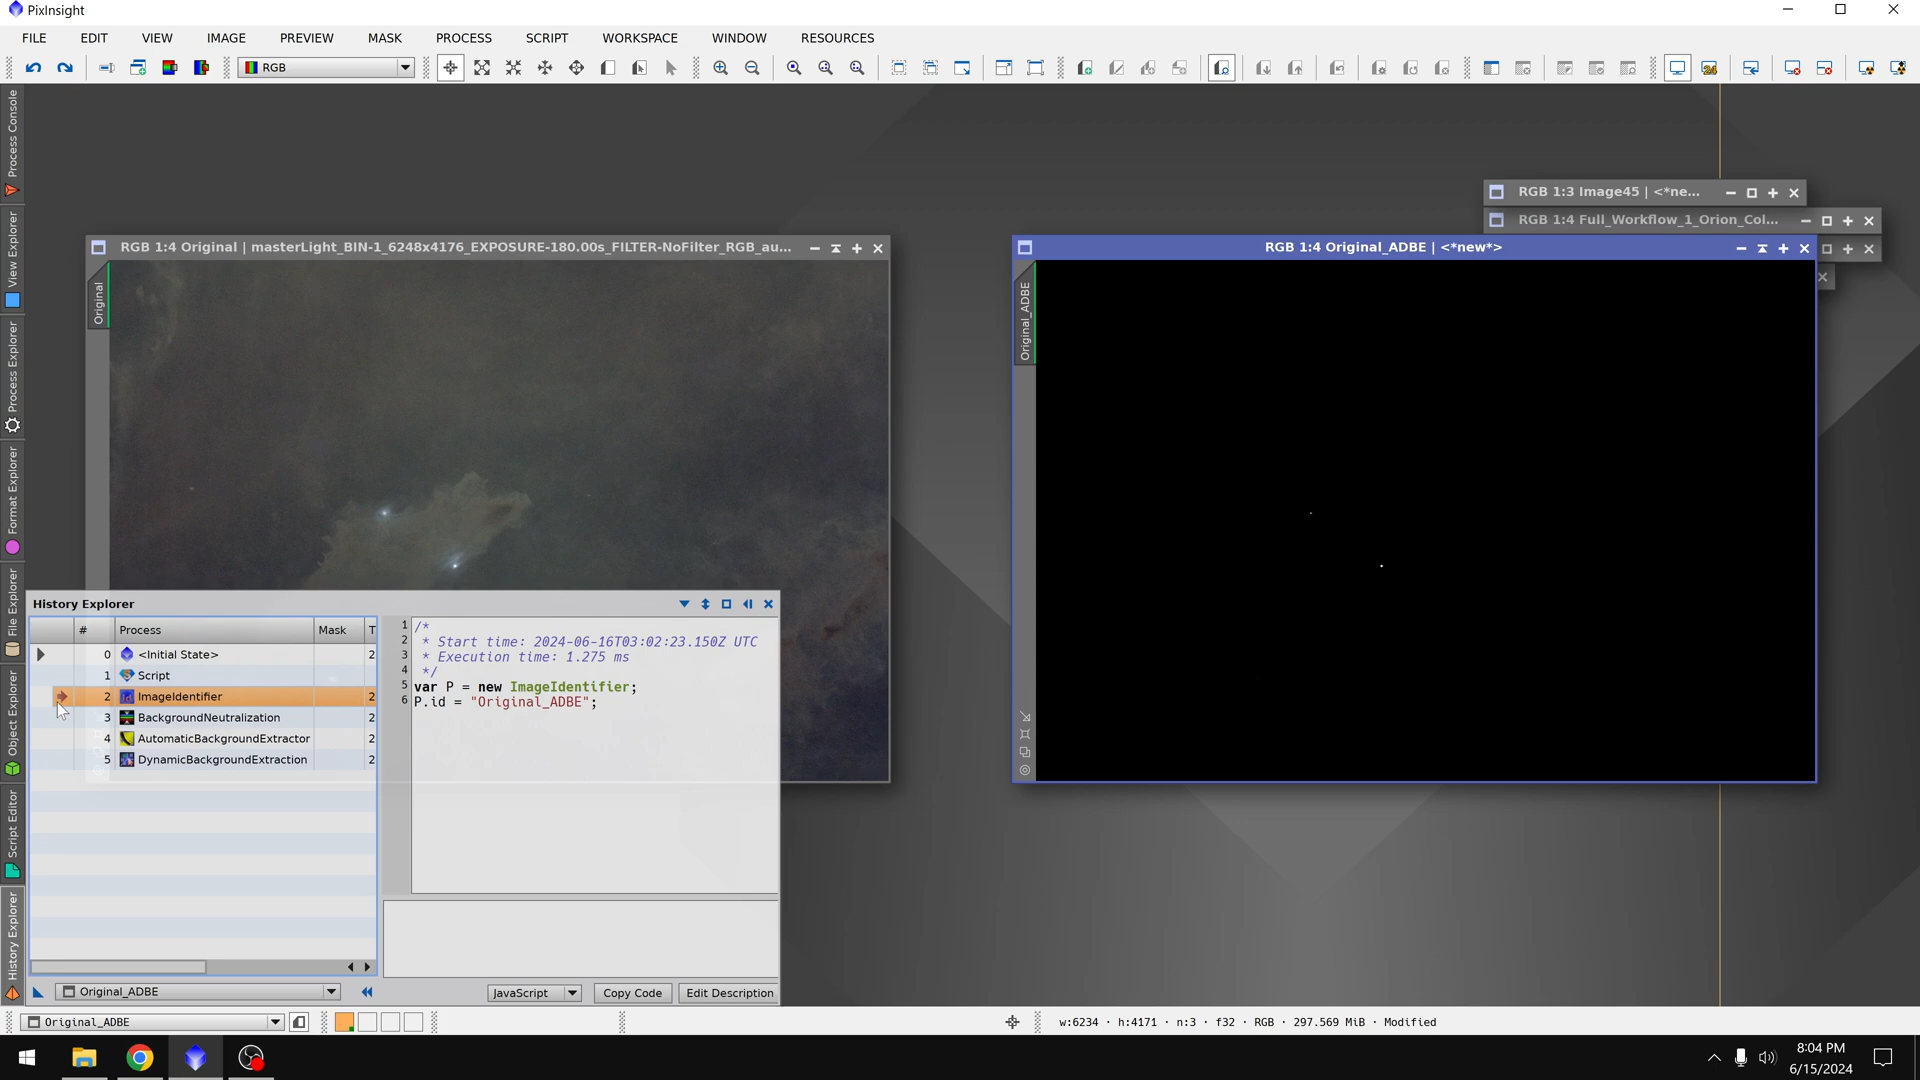 PixInsight
FILE EDIT VIEW IMAGE PREVIEW MASK PROCESS SCRIPT WORKSPACE WINDOW RESOURCES
RGB
24
Process Console
View Explorer
Process Explorer
Format Explorer
File Explorer
Object Explorer
Script Editor
History Explorer
RGB 1:3 Image45 | <*ne...
RGB 1:4 Full_Workflow_1_Orion_Col...
RGB 1:4 Original | masterLight_BIN-1_6248x4176_EXPOSURE-180.00s_FILTER-NoFilter_RGB_au...
Original
RGB 1:4 Original_ADBE | <*new*>
Original_ADBE
History Explorer
# Process Mask T
0 <Initial State> 2
1 Script
2 ImageIdentifier 2
3 BackgroundNeutralization 2
4 AutomaticBackgroundExtractor 2
5 DynamicBackgroundExtraction 2
1 /*
2 * Start time: 2024-06-16T03:02:23.150Z UTC
3 * Execution time: 1.275 ms
4 */
5 var P = new ImageIdentifier;
6 P.id = "Original_ADBE";
Original_ADBE
JavaScript Copy Code Edit Description
Original_ADBE
w:6234 · h:4171 · n:3 · f32 · RGB · 297.569 MiB · Modified
8:04 PM
6/15/2024